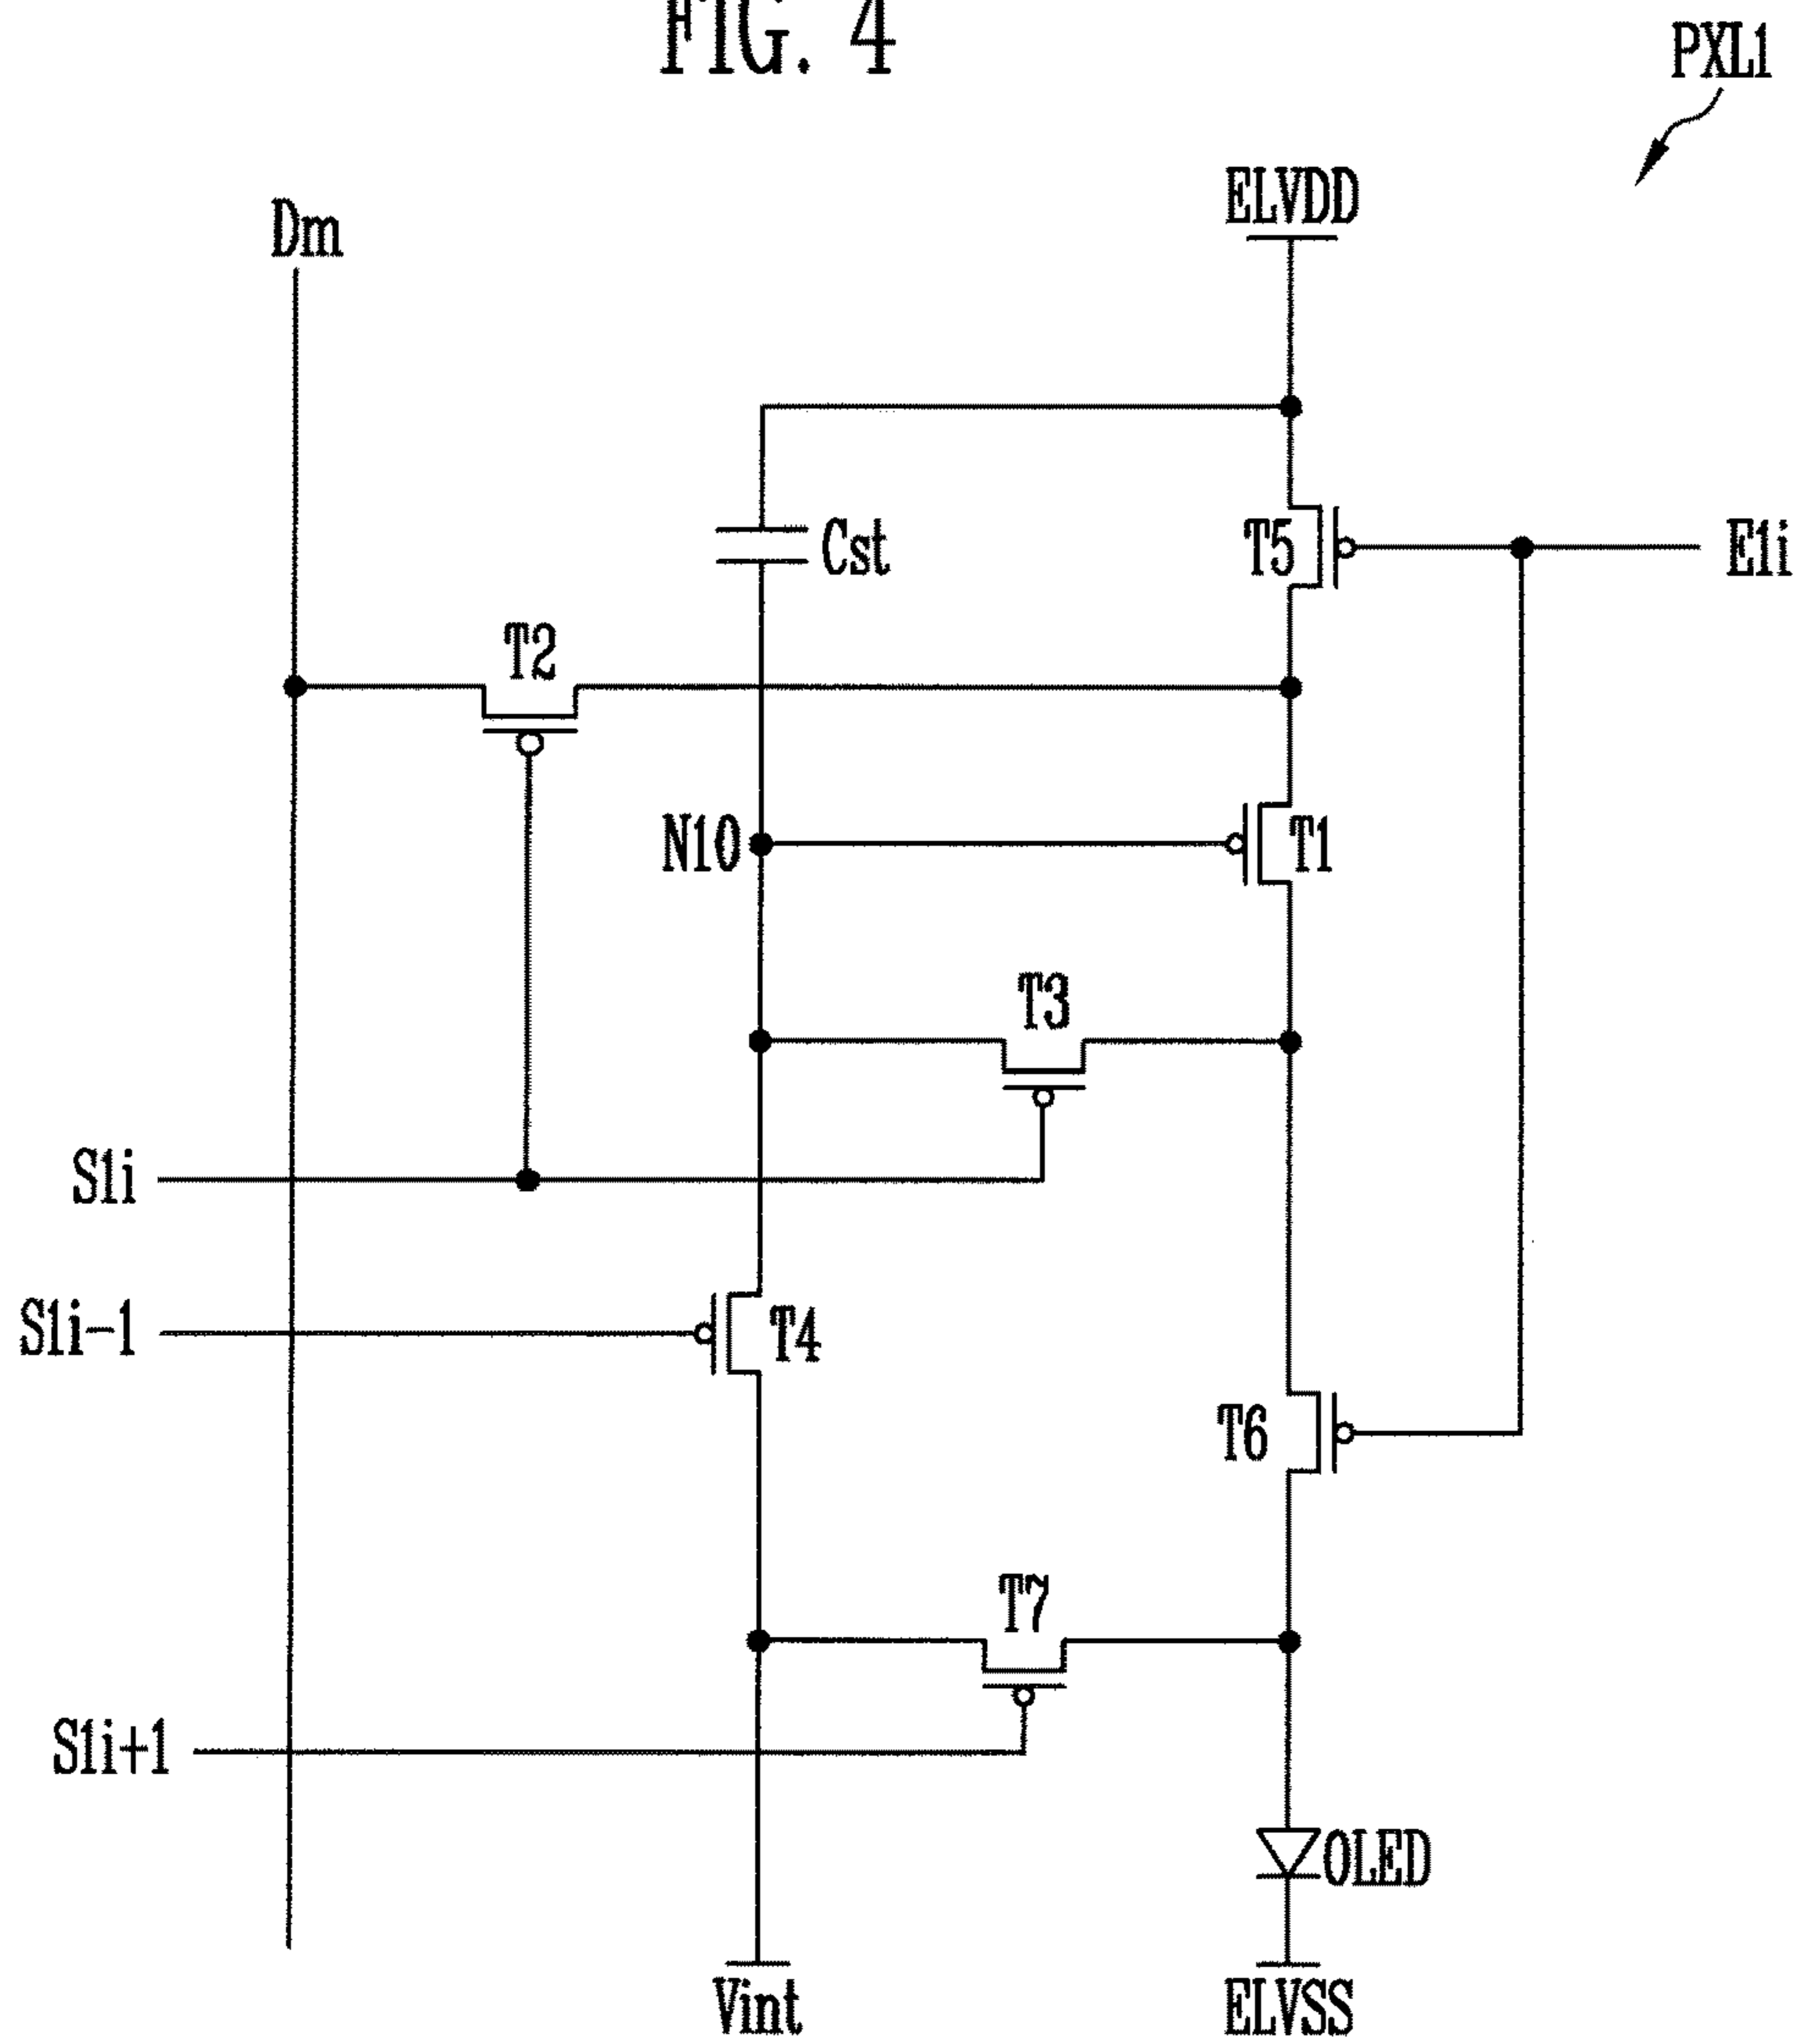 FIG. 4
PXL1
ELVDD
Dm
Cst
T5
E1i
T2
N10
T1
T3
S1i
S1i-1
T4
T6
T7
S1i+1
OLED
Vint
ELVSS